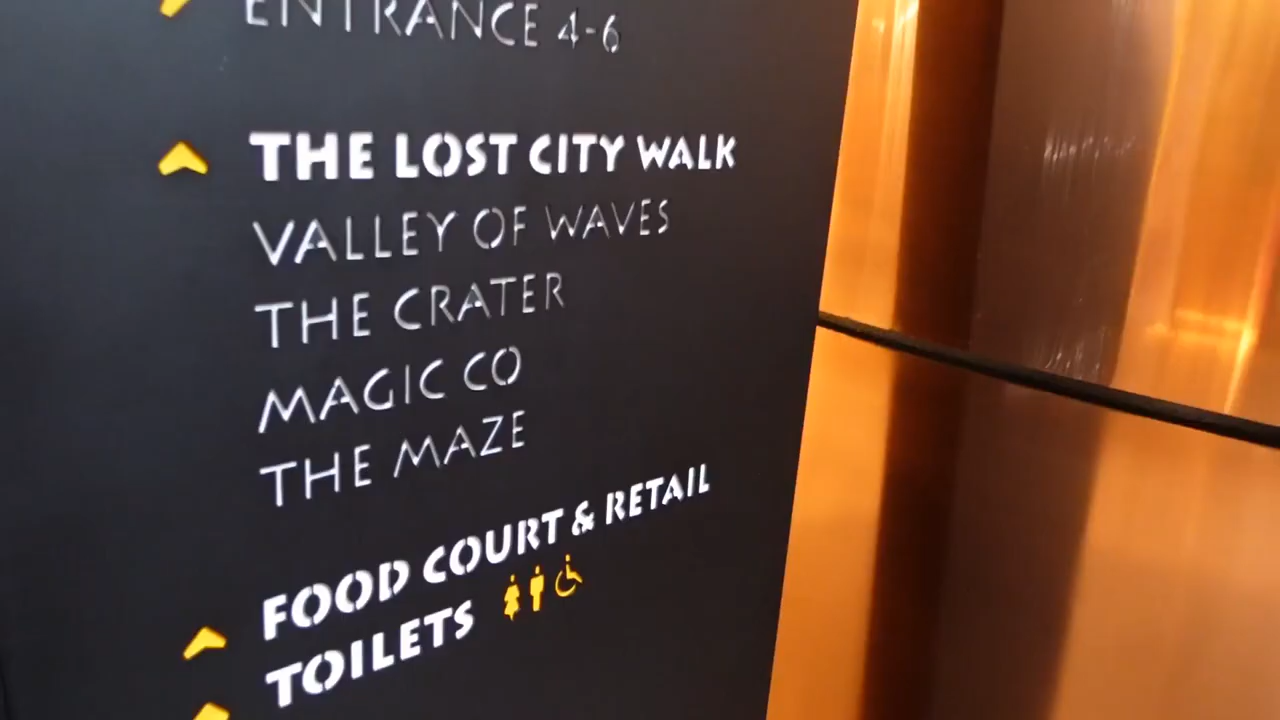 ENTRANCE 4-6
THE LOST CITY WALK
VALLEY OF WAVES
THE CRATER
MAGIC CO
THE MAZE
FOOD COURT & RETAIL
TOILETS